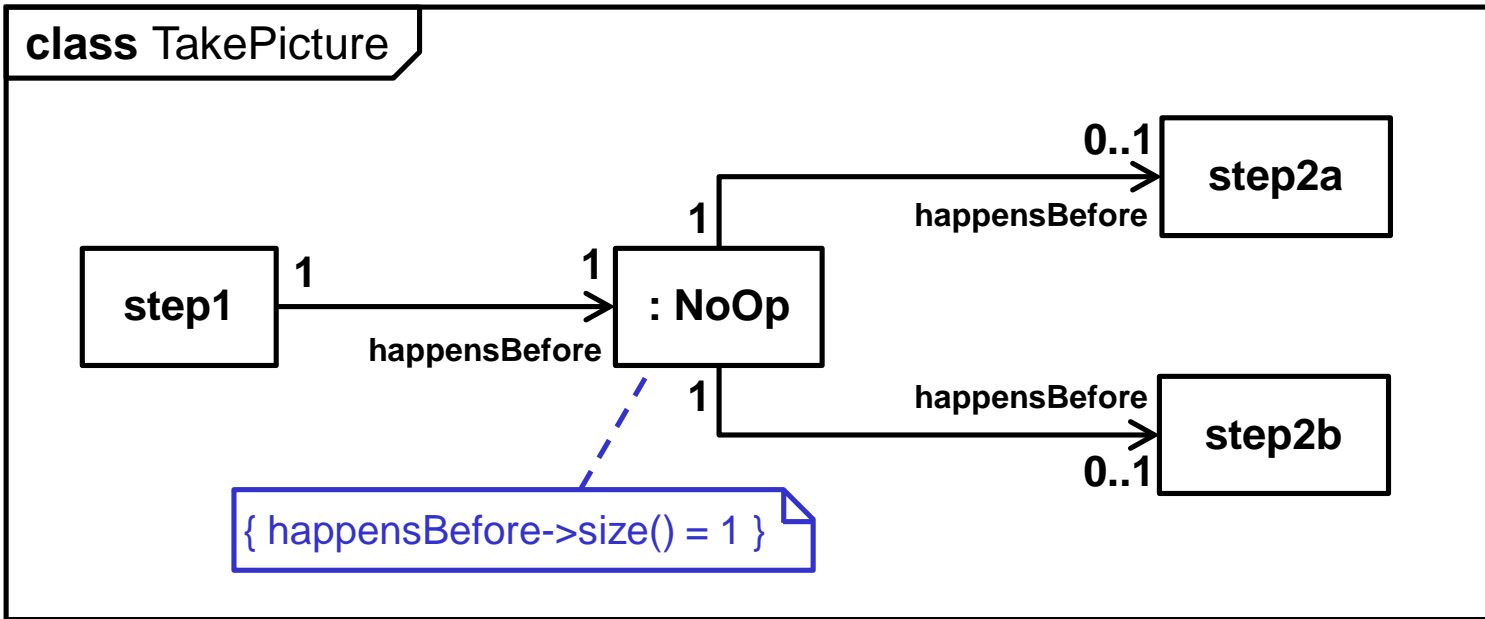 class TakePicture
0..1
step2a
happensBefore
1
step1
1
1
: NoOp
happensBefore
1
happensBefore
step2b
0..1
{ happensBefore->size() = 1 }